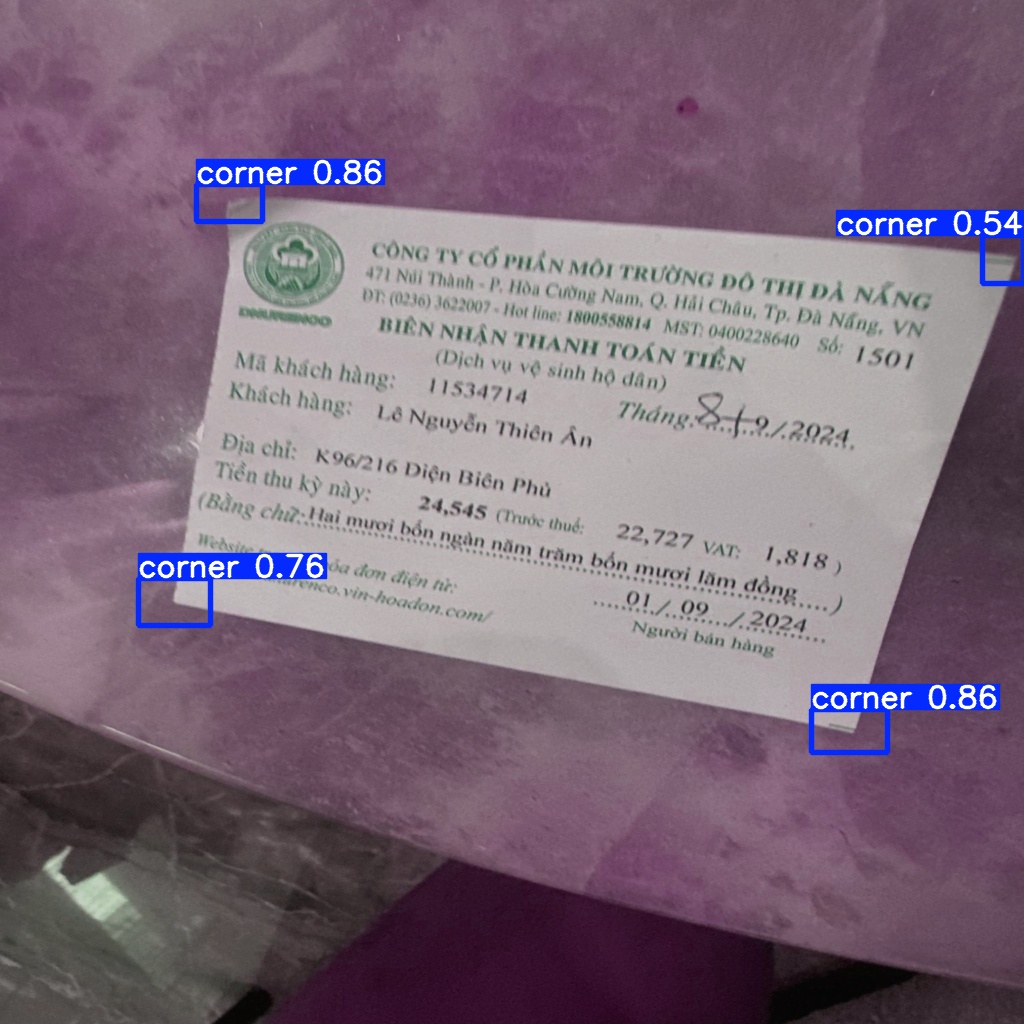 corner 0.86
corner 0.54
CÔNG TY CỔ PHẦN MÔI TRƯỜNG ĐÔ THỊ ĐÀ NẴNG
471 Núi Thành - P. Hòa Cường Nam, Q. Hải Châu, Tp. Đà Nẵng, VN
ĐT: (0236) 3622007 - Hot line: 1800558814 MST: 0400228640 Số: 1501
DNURENCO
BIÊN NHẬN THANH TOÁN TIỀN
(Dịch vụ vệ sinh hộ dân)
Mã khách hàng: 11534714
Tháng 8+9/2024
Khách hàng: Lê Nguyễn Thiên Ân
Địa chỉ: K96/216 Điện Biên Phủ
Tiền thu kỳ này: 24,545 (Trước thuế: 22,727 VAT: 1,818 )
(Bằng chữ: Hai mươi bốn ngàn năm trăm bốn mươi lăm đồng )
Website óa đơn điện tử:
corner 0.76
.vin-hoadon.com/
01 / 09 / 2024
Người bán hàng
corner 0.86